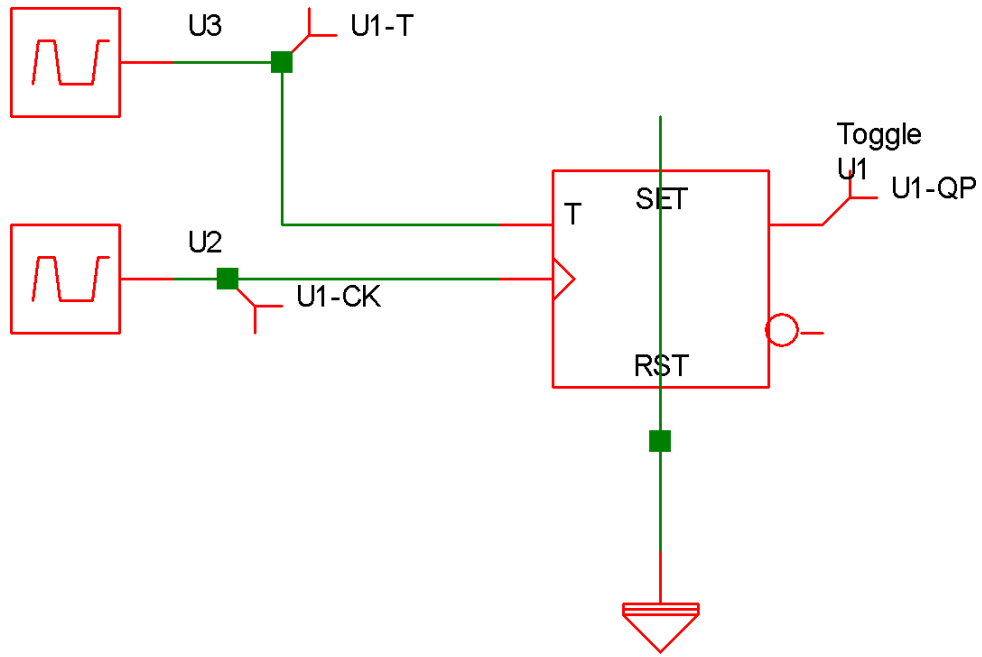 U3
U1-T
Toggle
U1
U1-QP
T
SET
U2
U1-CK
RST